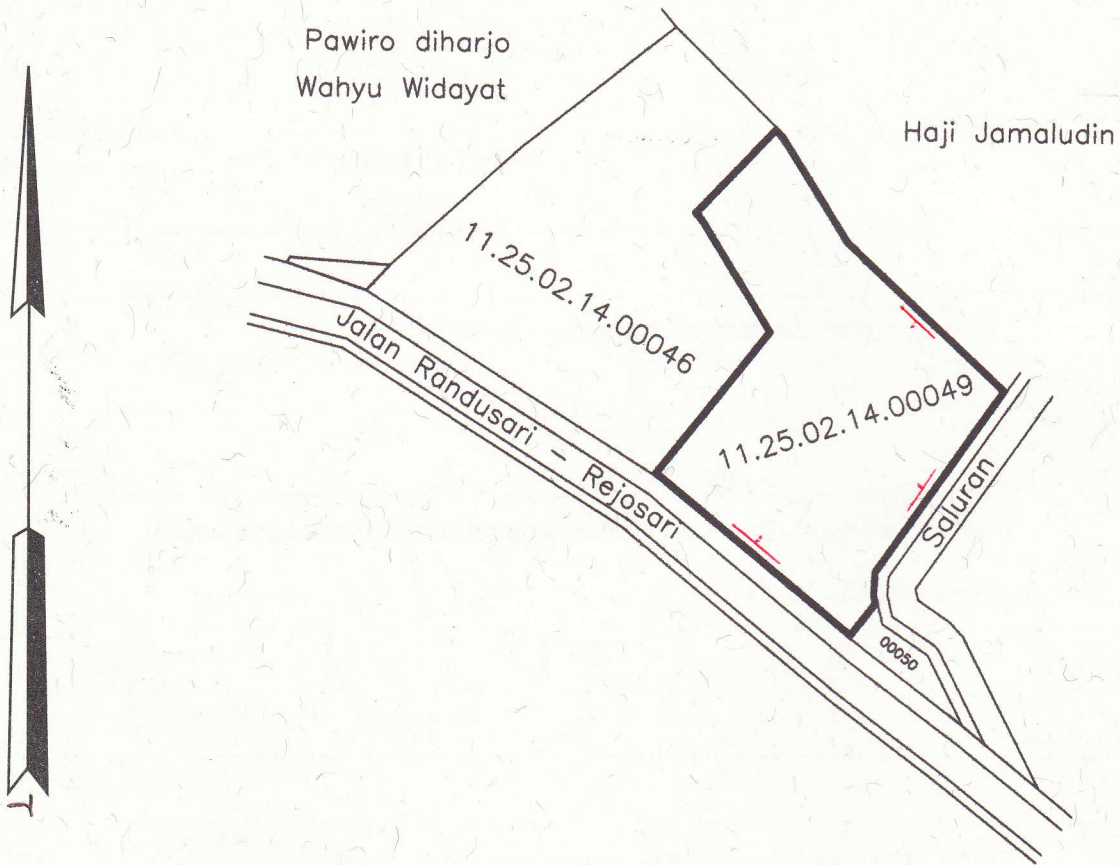 Pawiro diharjo
Wahyu Widayat
Haji Jamaludin
11.25.02.14.00046
Jalan Randusari - Rejosari
11.25.02.14.00049
Saluran
00050